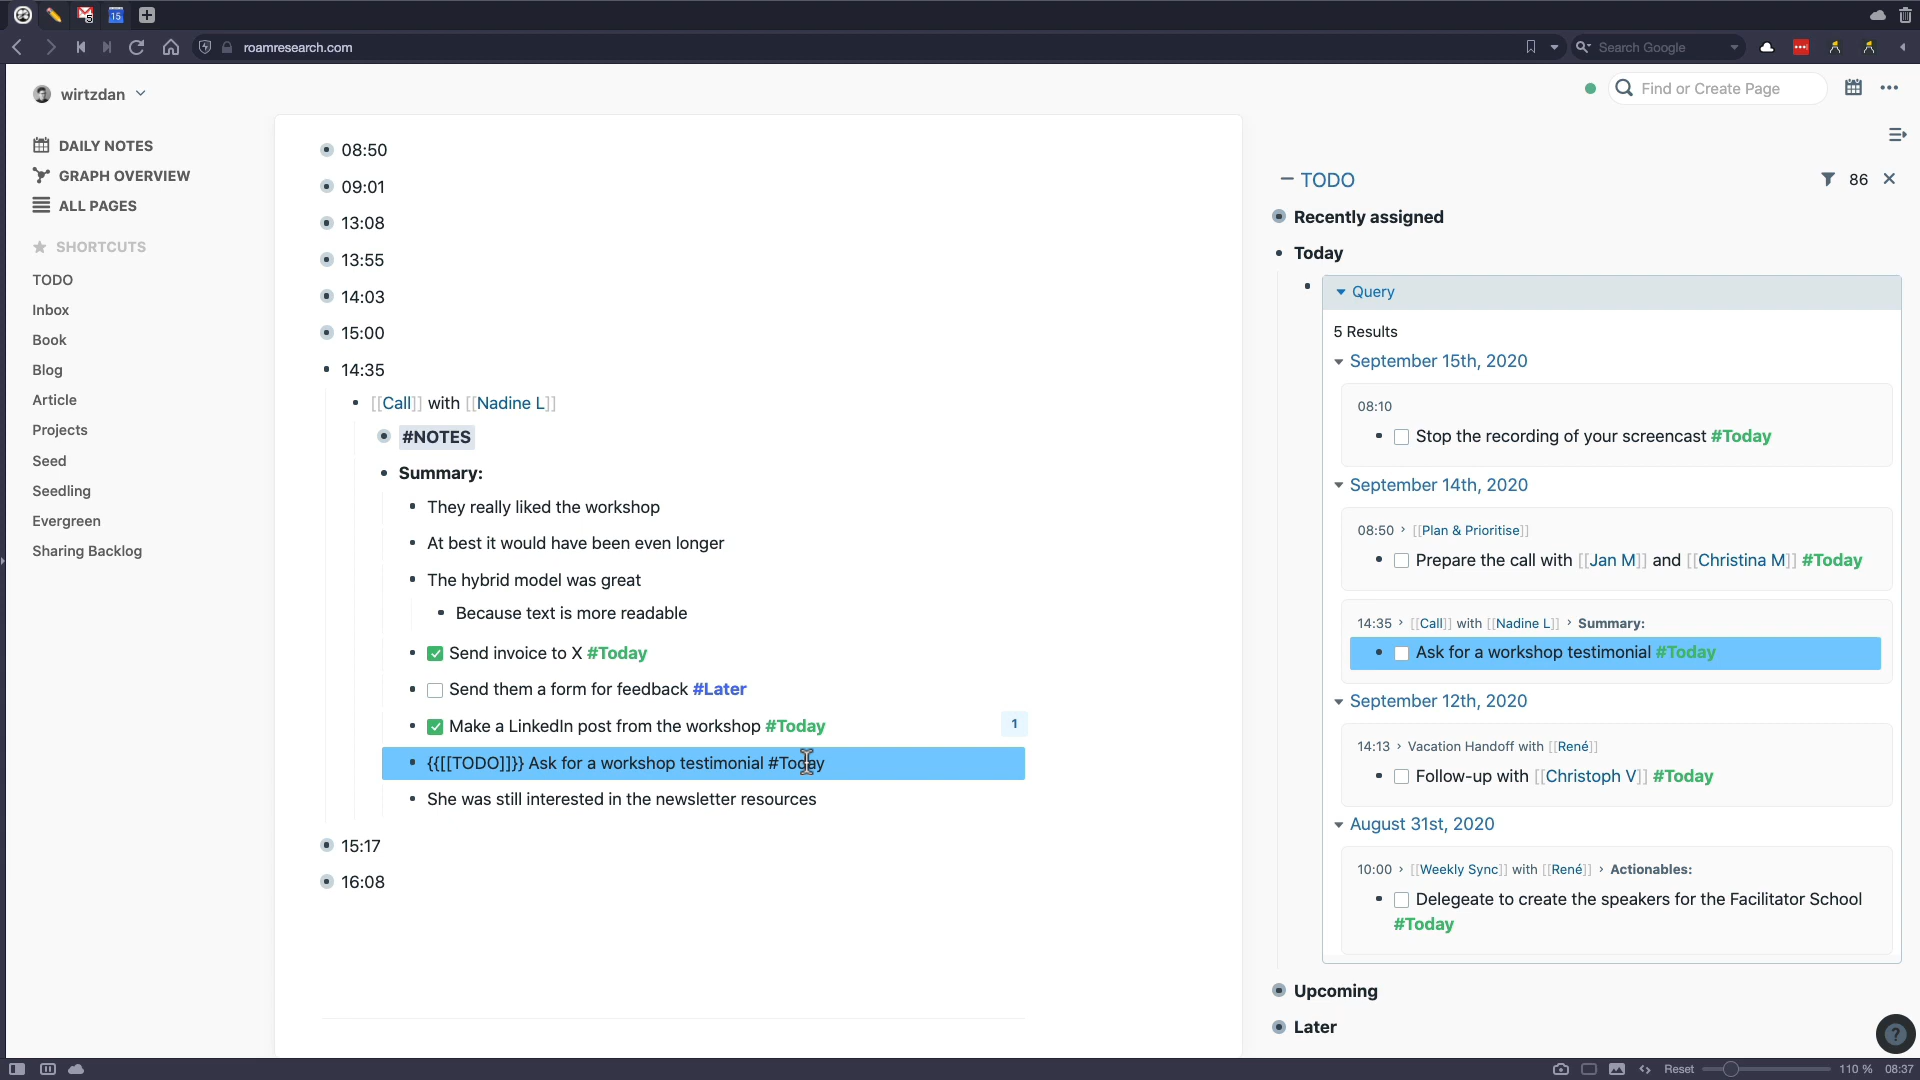 5
15
roamresearch.com
Search Google
wirtzdan
Find or Create Page
DAILY NOTES
GRAPH OVERVIEW
ALL PAGES
SHORTCUTS
TODO
Inbox
Book
Blog
Article
Projects
Seed
Seedling
Evergreen
Sharing Backlog
08:50
09:01
13:08
13:55
14:03
15:00
14:35
[[Call]] with [[Nadine L]]
#NOTES
Summary:
They really liked the workshop
At best it would have been even longer
The hybrid model was great
Because text is more readable
Send invoice to X #Today
Send them a form for feedback #Later
Make a LinkedIn post from the workshop #Today
1
{{[[TODO]]}} Ask for a workshop testimonial #Today
She was still interested in the newsletter resources
15:17
16:08
TODO
86
Recently assigned
Today
Query
5 Results
September 15th, 2020
08:10
Stop the recording of your screencast #Today
September 14th, 2020
08:50 › [[Plan & Prioritise]]
Prepare the call with [[Jan M]] and [[Christina M]] #Today
14:35 › [[Call]] with [[Nadine L]] › Summary:
Ask for a workshop testimonial #Today
September 12th, 2020
14:13 › Vacation Handoff with [[René]]
Follow-up with [[Christoph V]] #Today
August 31st, 2020
10:00 › [[Weekly Sync]] with [[René]] › Actionables:
Delegeate to create the speakers for the Facilitator School
#Today
Upcoming
Later
?
Reset
110 %
08:37